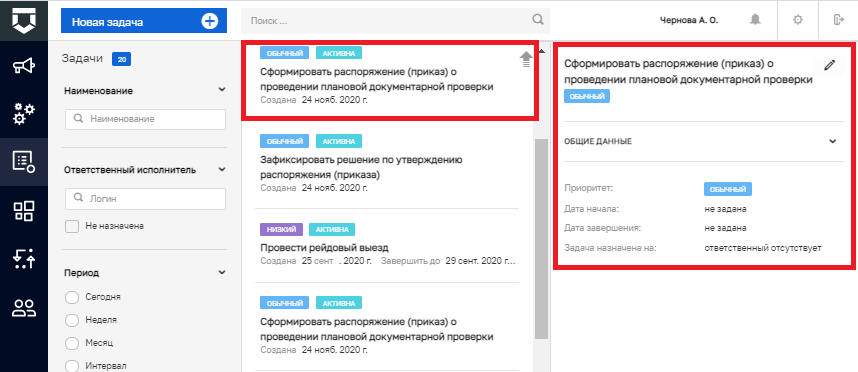 Новая задача
Поиск ...
Чернова А. О.
Задачи 20
Наименование
Наименование
Ответственный исполнитель
Логин
Не назначена
Период
Сегодня
Неделя
Месяц
Интервал
ОБЫЧНЫЙ АКТИВНА
Сформировать распоряжение (приказ) о
проведении плановой документарной проверки
Создана 24 нояб. 2020 г.
ОБЫЧНЫЙ АКТИВНА
Зафиксировать решение по утверждению
распоряжения (приказа)
Создана 24 нояб. 2020 г.
НИЗКИЙ АКТИВНА
Провести рейдовый выезд
Создана 25 сент . 2020 г. Завершить до 29 сент. 2020 г...
ОБЫЧНЫЙ АКТИВНА
Сформировать распоряжение (приказ) о
проведении плановой документарной проверки
Создана 24 нояб. 2020 г.
Сформировать распоряжение (приказ) о
проведении плановой документарной проверки
ОБЫЧНЫЙ
ОБЩИЕ ДАННЫЕ
Приоритет: ОБЫЧНЫЙ
Дата начала: не задана
Дата завершения: не задана
Задача назначена на: ответственный отсутствует